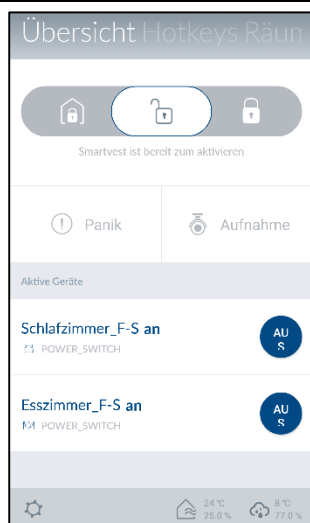 Übersicht Hotkeys Räun
Smartvest ist bereit zum aktivieren
Panik
Aufnahme
Aktive Geräte
Schlafzimmer_F-S an
POWER_SWITCH
AU
S
Esszimmer_F-S an
POWER_SWITCH
AU
S
24 °C
25.0 %
8 °C
77.0 %